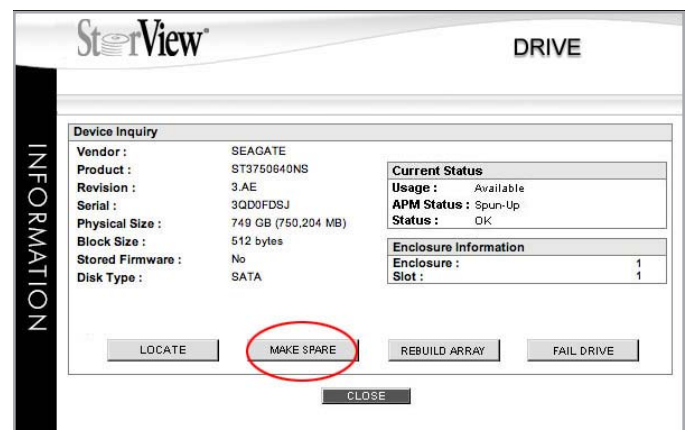 StorView
DRIVE
INFORMATION
Device Inquiry
Vendor : SEAGATE
Product : ST3750640NS
Revision : 3.AE
Serial : 3QD0FDSJ
Physical Size : 749 GB (750,204 MB)
Block Size : 512 bytes
Stored Firmware : No
Disk Type : SATA
Current Status
Usage : Available
APM Status : Spun-Up
Status : OK
Enclosure Information
Enclosure : 1
Slot : 1
LOCATE MAKE SPARE REBUILD ARRAY FAIL DRIVE
CLOSE